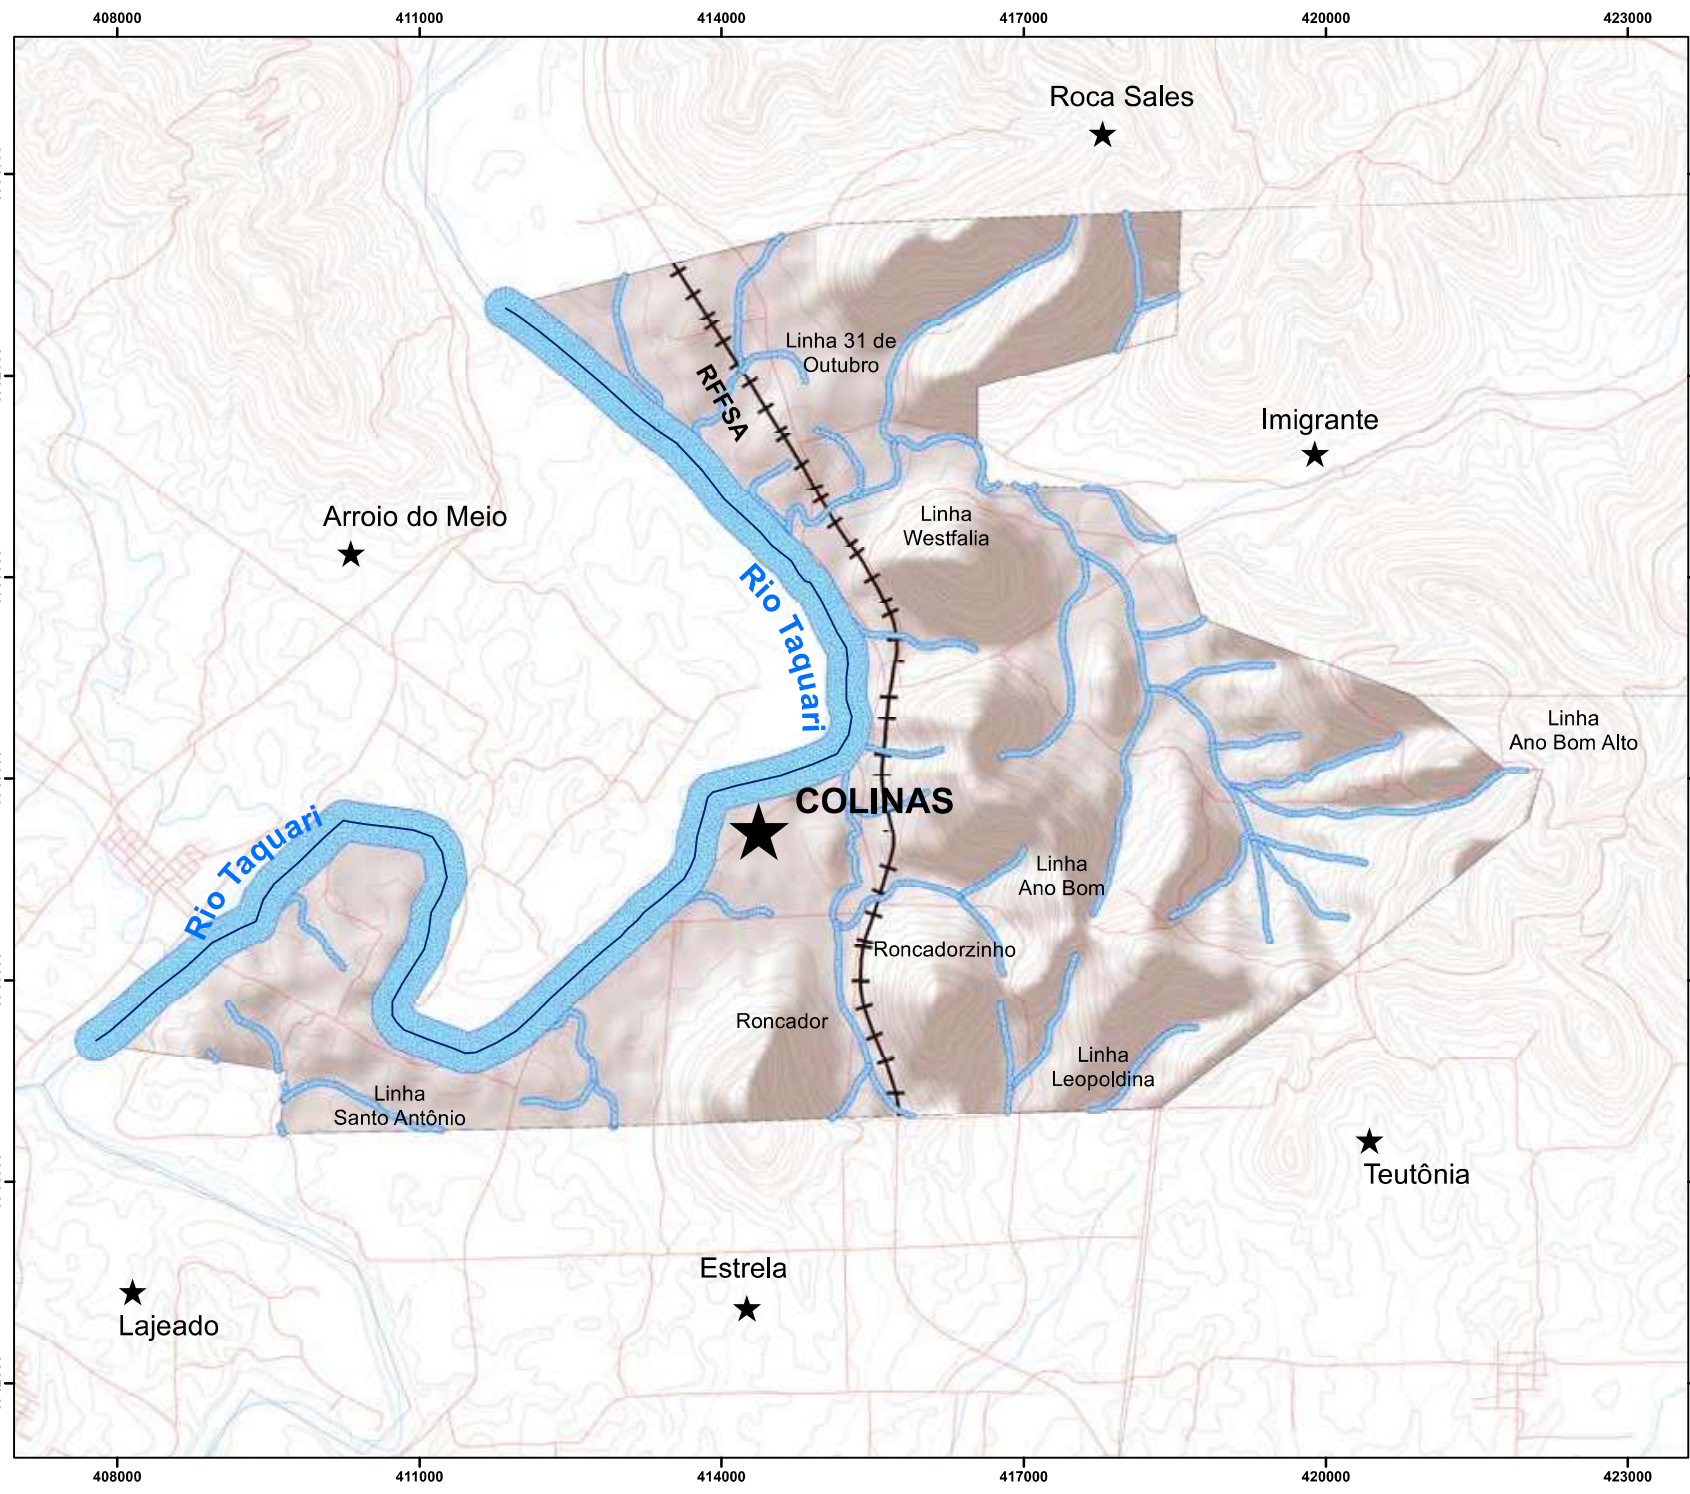 408000
411000
414000
417000
420000
423000
Roca Sales
Linha 31 de
Outubro
RFFSA
Imigrante
Arroio do Meio
Linha
Westfalia
Rio Taquari
Linha
Ano Bom Alto
COLINAS
Rio Taquari
Linha
Ano Bom
Roncadorzinho
Roncador
Linha
Leopoldina
Linha
Santo Antônio
Teutônia
Estrela
Lajeado
408000
411000
414000
417000
420000
423000